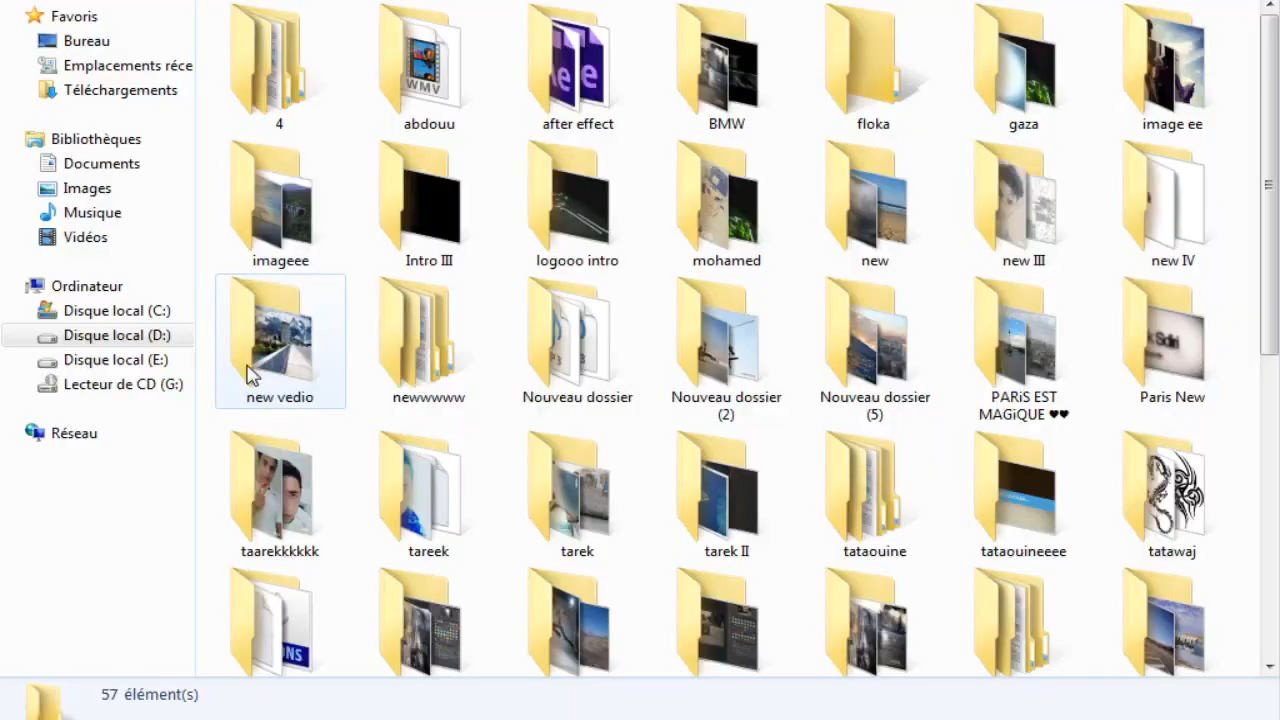 Favoris
Bureau
Emplacements réce
Téléchargements
Bibliothèques
Documents
Images
Musique
Vidéos
Ordinateur
Disque local (C:)
Disque local (D:)
Disque local (E:)
Lecteur de CD (G:)
Réseau
4
abdouu
after effect
BMW
floka
gaza
image ee
imageee
Intro III
logooo intro
mohamed
new
new III
new IV
new vedio
newwwww
Nouveau dossier
Nouveau dossier
(2)
Nouveau dossier
(5)
PARiS EST
MAGiQUE ♥♥
Paris New
taarekkkkkk
tareek
tarek
tarek II
tataouine
tataouineeee
tatawaj
WMV
57 élément(s)